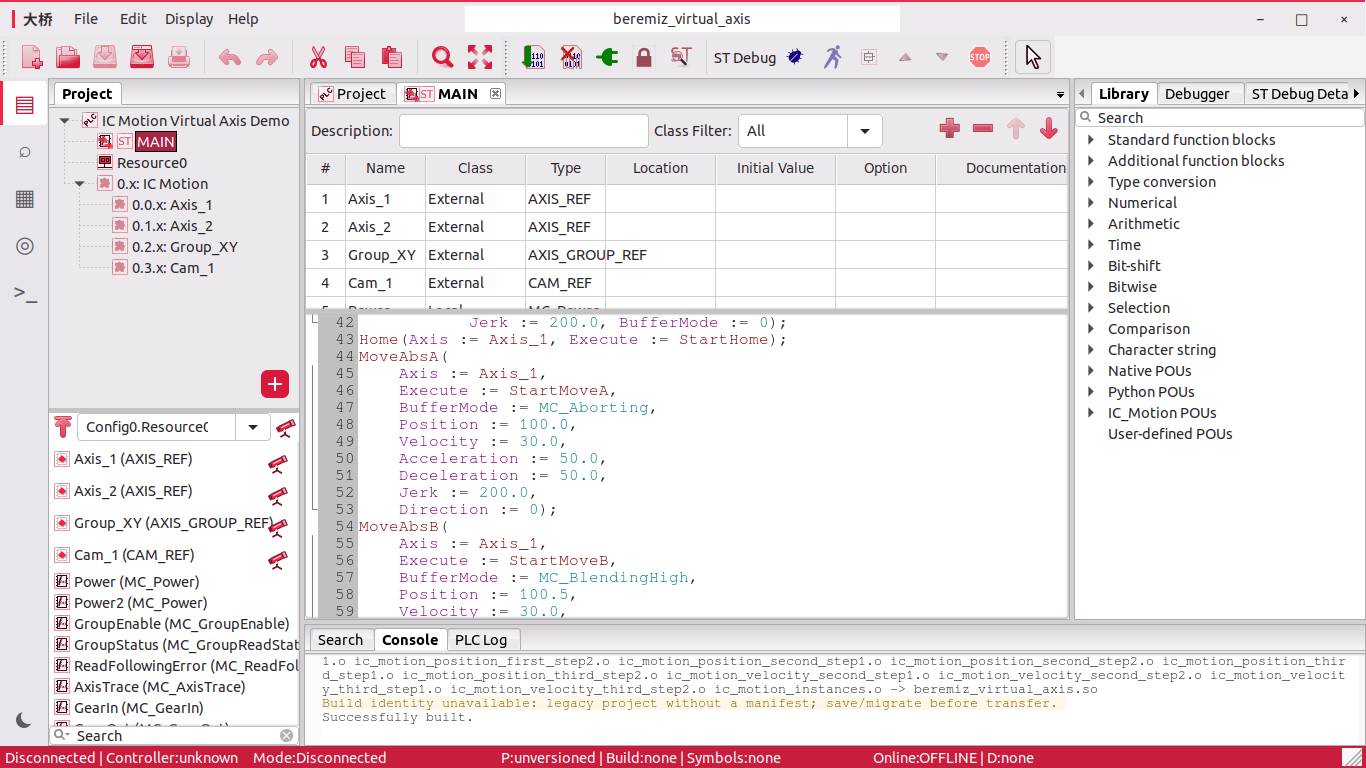 大桥 File Edit Display Help beremiz_virtual_axis
ST Debug
STOP
Project
IC Motion Virtual Axis Demo
ST MAIN
Resource0
0.x: IC Motion
0.0.x: Axis_1
0.1.x: Axis_2
0.2.x: Group_XY
0.3.x: Cam_1
Config0.Resource0
Axis_1 (AXIS_REF)
Axis_2 (AXIS_REF)
Group_XY (AXIS_GROUP_REF)
Cam_1 (CAM_REF)
Power (MC_Power)
Power2 (MC_Power)
GroupEnable (MC_GroupEnable)
GroupStatus (MC_GroupReadStat
ReadFollowingError (MC_ReadFol
AxisTrace (MC_AxisTrace)
GearIn (MC_GearIn)
Search
Project ST MAIN
Description: Class Filter: All
# Name Class Type Location Initial Value Option Documentation
1 Axis_1 External AXIS_REF
2 Axis_2 External AXIS_REF
3 Group_XY External AXIS_GROUP_REF
4 Cam_1 External CAM_REF
42 Jerk := 200.0, BufferMode := 0);
43 Home(Axis := Axis_1, Execute := StartHome);
44 MoveAbsA(
45 Axis := Axis_1,
46 Execute := StartMoveA,
47 BufferMode := MC_Aborting,
48 Position := 100.0,
49 Velocity := 30.0,
50 Acceleration := 50.0,
51 Deceleration := 50.0,
52 Jerk := 200.0,
53 Direction := 0);
54 MoveAbsB(
55 Axis := Axis_1,
56 Execute := StartMoveB,
57 BufferMode := MC_BlendingHigh,
58 Position := 100.5,
59 Velocity := 30.0,
Library Debugger ST Debug Deta
Search
Standard function blocks
Additional function blocks
Type conversion
Numerical
Arithmetic
Time
Bit-shift
Bitwise
Selection
Comparison
Character string
Native POUs
Python POUs
IC_Motion POUs
User-defined POUs
Search Console PLC Log
1.o ic_motion_position_first_step2.o ic_motion_position_second_step1.o ic_motion_position_second_step2.o ic_motion_position_thir
d_step1.o ic_motion_position_third_step2.o ic_motion_velocity_second_step1.o ic_motion_velocity_second_step2.o ic_motion_velocit
y_third_step1.o ic_motion_velocity_third_step2.o ic_motion_instances.o -> beremiz_virtual_axis.so
Build identity unavailable: legacy project without a manifest; save/migrate before transfer.
Successfully built.
Disconnected | Controller:unknown Mode:Disconnected P:unversioned | Build:none | Symbols:none Online:OFFLINE | D:none